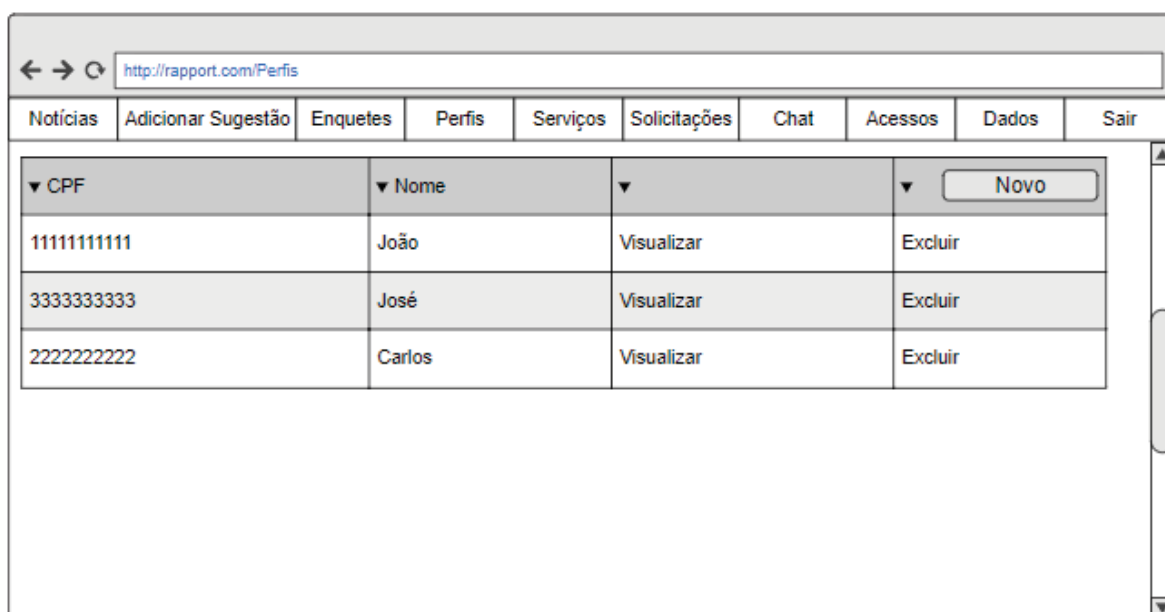 http://rapport.com/Perfis
Notícias Adicionar Sugestão Enquetes Perfis Serviços Solicitações Chat Acessos Dados Sair
▼ CPF ▼ Nome ▼ ▼ Novo
11111111111 João Visualizar Excluir
3333333333 José Visualizar Excluir
2222222222 Carlos Visualizar Excluir